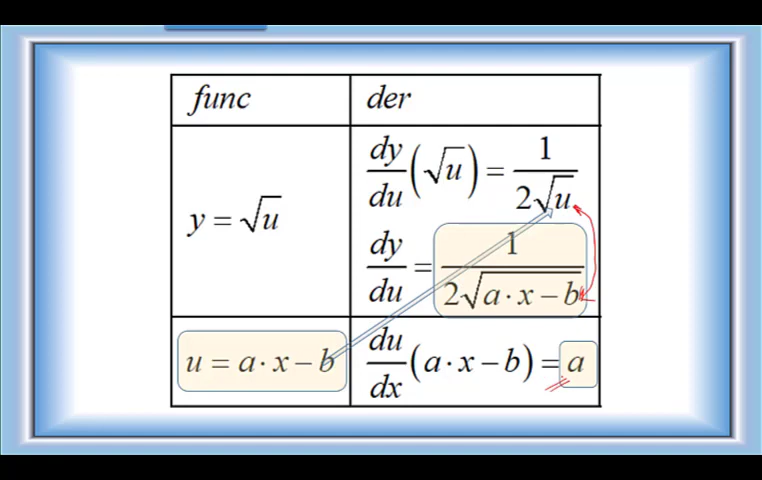 func der
y = √u
dy/du (√u) = 1/(2√u)
dy/du = 1/(2√(a · x − b))
u = a · x − b
du/dx (a · x − b) = a